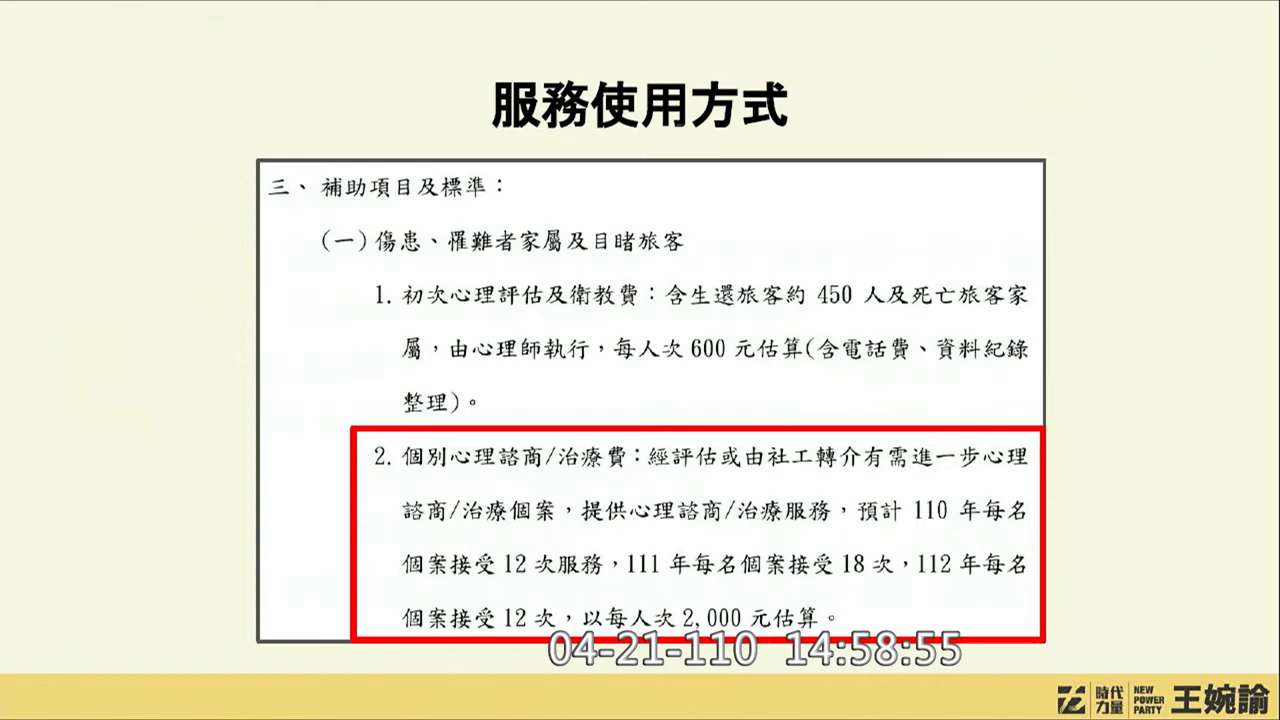 服務使用方式
三、補助項目及標準：
(一)傷患、罹難者家屬及目睹旅客
1. 初次心理評估及衛教費：含生還旅客約 450 人及死亡旅客家
屬，由心理師執行，每人次 600 元估算(含電話費、資料紀錄
整理)。
2. 個別心理諮商/治療費：經評估或由社工轉介有需進一步心理
諮商/治療個案，提供心理諮商/治療服務，預計 110 年每名
個案接受 12 次服務，111 年每名個案接受 18 次，112 年每名
個案接受 12 次，以每人次 2,000 元估算。
04-21-110 14:58:55
時代
力量
NEW
POWER
PARTY
王婉諭